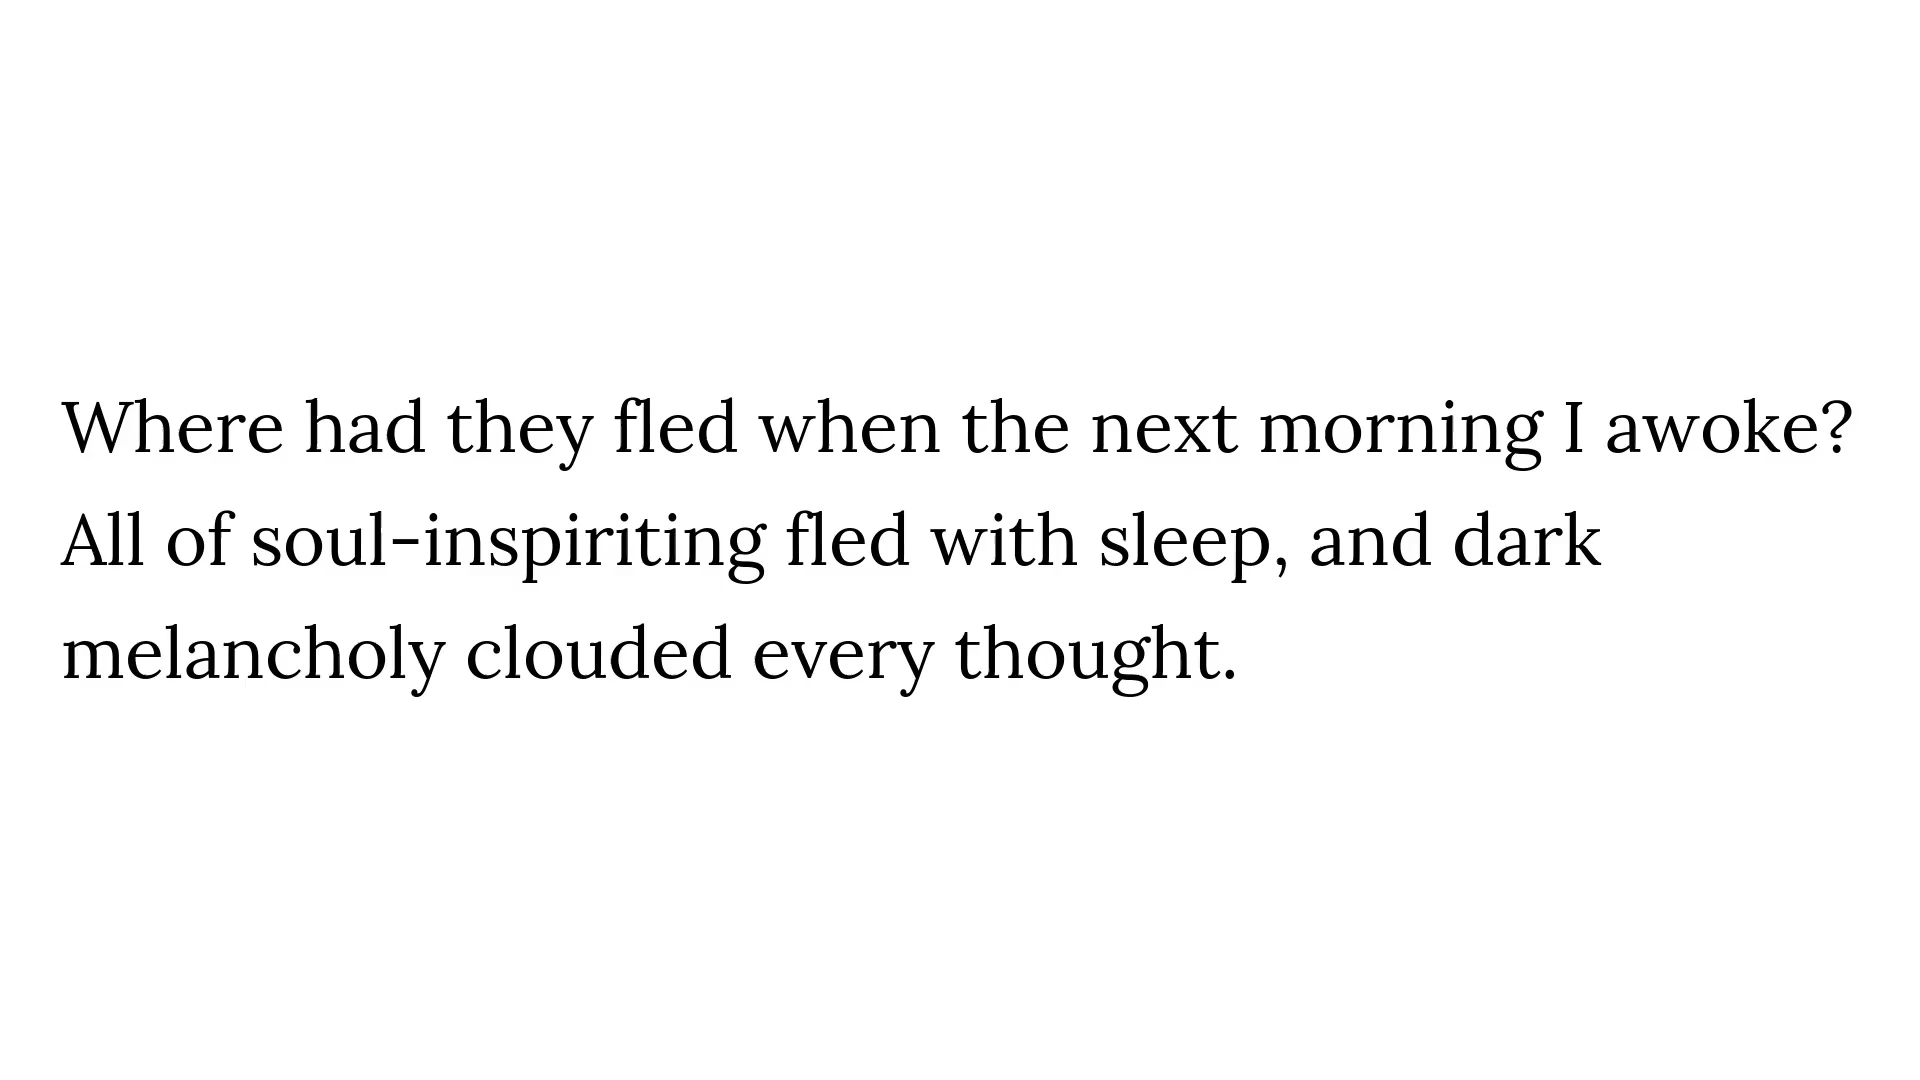 Where had they fled when the next morning I awoke?
All of soul-inspiriting fled with sleep, and dark
melancholy clouded every thought.